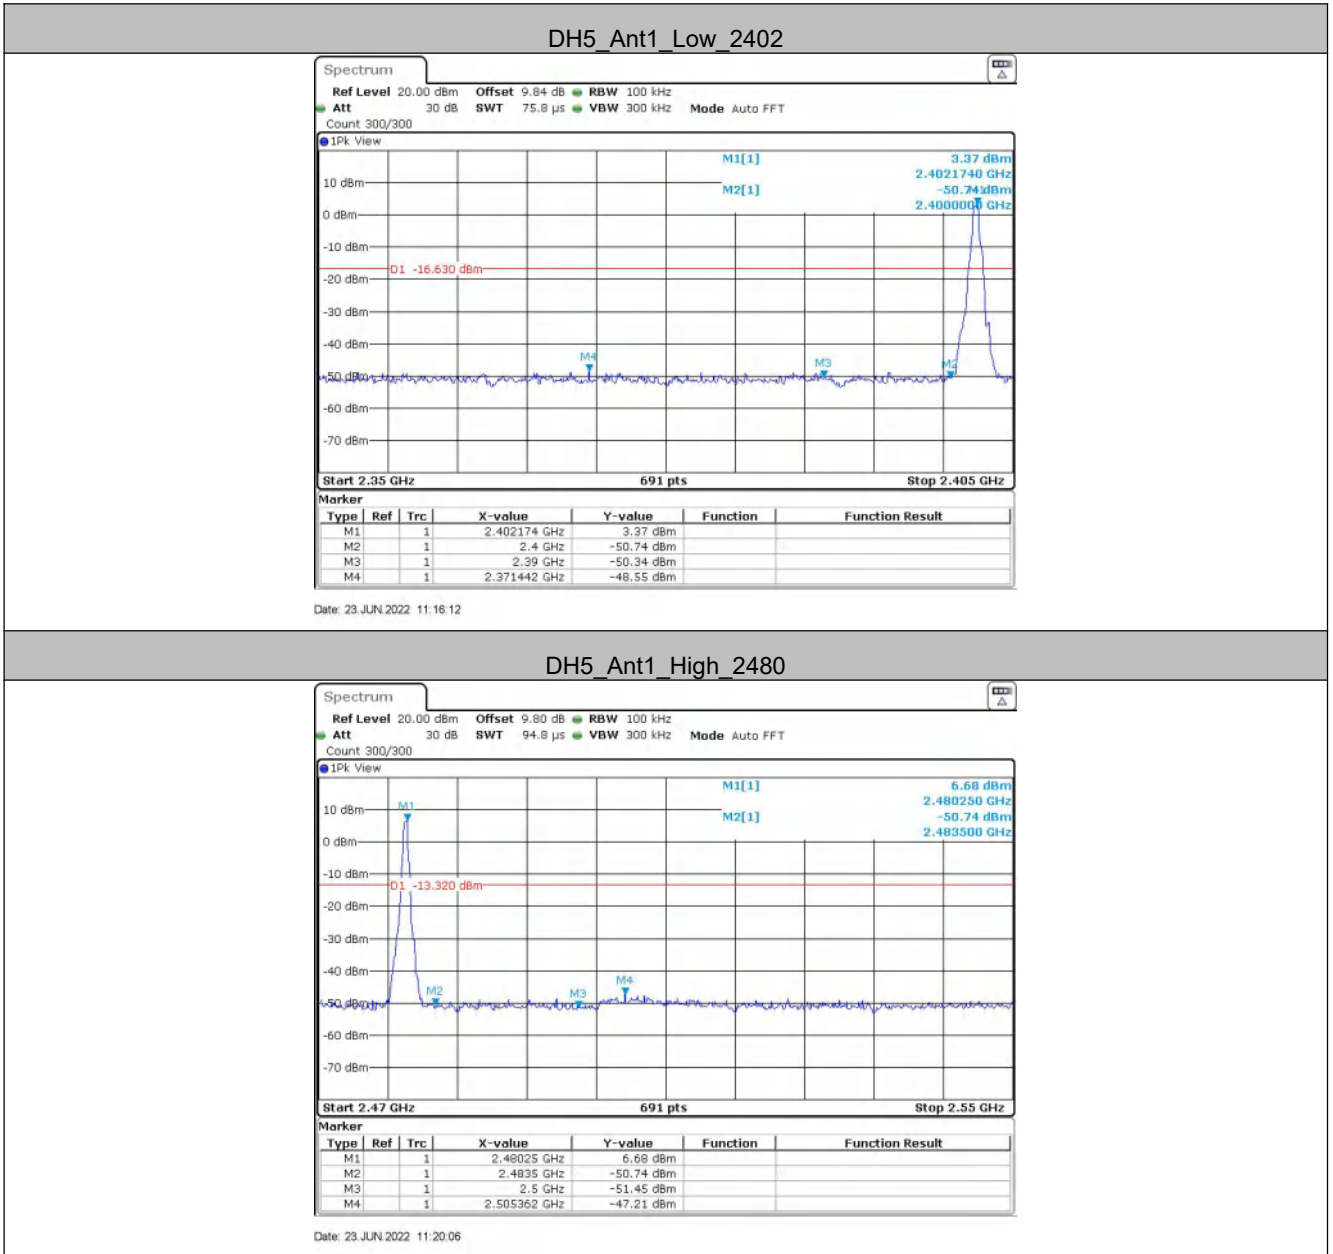 DH5_Ant1_Low_2402
Spectrum
Ref Level 20.00 dBm Offset 9.84 dB RBW 100 kHz
Att 30 dB SWT 75.8 µs VBW 300 kHz Mode Auto FFT
Count 300/300
1Pk View
M1[1] 3.37 dBm
2.4021740 GHz
10 dBm
M2[1] -50.74 dBm
2.4000000 GHz
M1
0 dBm
-10 dBm
D1 -16.630 dBm
-20 dBm
-30 dBm
-40 dBm
M4 M3 M2
-50 dBm
-60 dBm
-70 dBm
Start 2.35 GHz 691 pts Stop 2.405 GHz
Marker
Type Ref Trc X-value Y-value Function Function Result
M1 1 2.402174 GHz 3.37 dBm
M2 1 2.4 GHz -50.74 dBm
M3 1 2.39 GHz -50.34 dBm
M4 1 2.371442 GHz -48.55 dBm
Date: 23.JUN.2022 11:16:12
DH5_Ant1_High_2480
Spectrum
Ref Level 20.00 dBm Offset 9.80 dB RBW 100 kHz
Att 30 dB SWT 94.8 µs VBW 300 kHz Mode Auto FFT
Count 300/300
1Pk View
M1[1] 6.68 dBm
2.480250 GHz
10 dBm M1
M2[1] -50.74 dBm
2.483500 GHz
0 dBm
-10 dBm
D1 -13.320 dBm
-20 dBm
-30 dBm
-40 dBm
M2 M3 M4
-50 dBm
-60 dBm
-70 dBm
Start 2.47 GHz 691 pts Stop 2.55 GHz
Marker
Type Ref Trc X-value Y-value Function Function Result
M1 1 2.48025 GHz 6.68 dBm
M2 1 2.4835 GHz -50.74 dBm
M3 1 2.5 GHz -51.45 dBm
M4 1 2.505362 GHz -47.21 dBm
Date: 23.JUN.2022 11:20:06